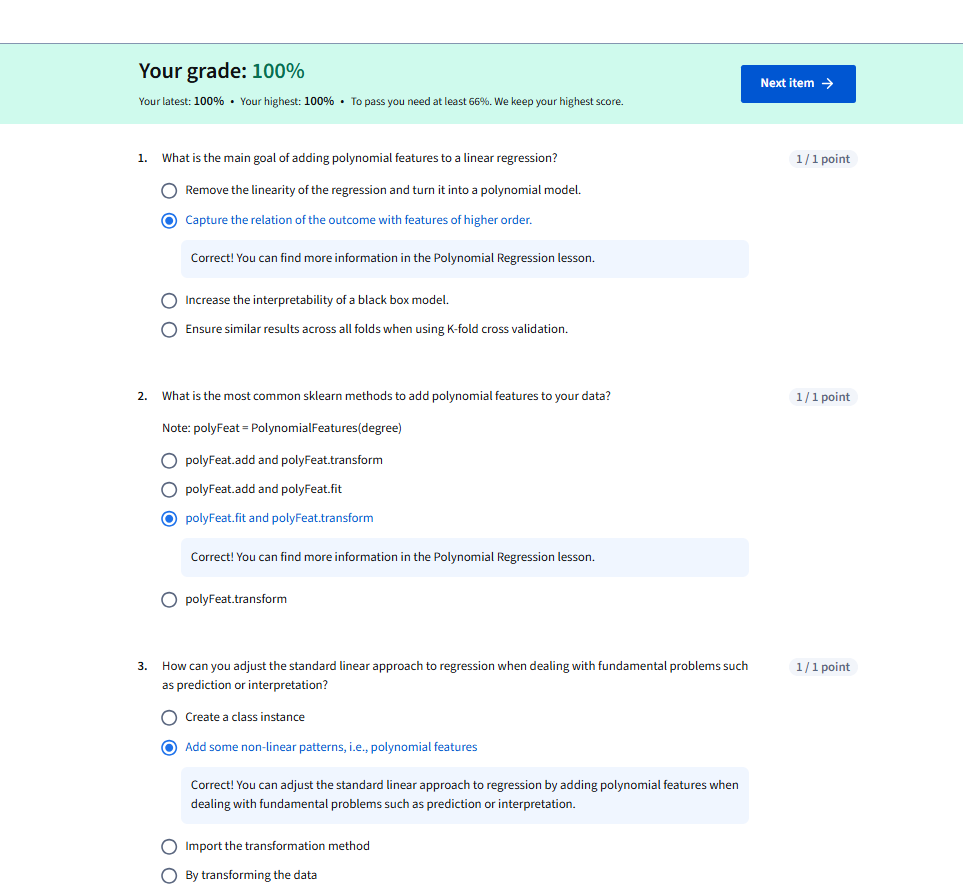 Your grade: 100%
Next item →
Your latest: 100% • Your highest: 100% • To pass you need at least 66%. We keep your highest score.
1. What is the main goal of adding polynomial features to a linear regression?
1 / 1 point
Remove the linearity of the regression and turn it into a polynomial model.
Capture the relation of the outcome with features of higher order.
Correct! You can find more information in the Polynomial Regression lesson.
Increase the interpretability of a black box model.
Ensure similar results across all folds when using K-fold cross validation.
2. What is the most common sklearn methods to add polynomial features to your data?
1 / 1 point
Note: polyFeat = PolynomialFeatures(degree)
polyFeat.add and polyFeat.transform
polyFeat.add and polyFeat.fit
polyFeat.fit and polyFeat.transform
Correct! You can find more information in the Polynomial Regression lesson.
polyFeat.transform
3. How can you adjust the standard linear approach to regression when dealing with fundamental problems such
as prediction or interpretation?
1 / 1 point
Create a class instance
Add some non-linear patterns, i.e., polynomial features
Correct! You can adjust the standard linear approach to regression by adding polynomial features when
dealing with fundamental problems such as prediction or interpretation.
Import the transformation method
By transforming the data